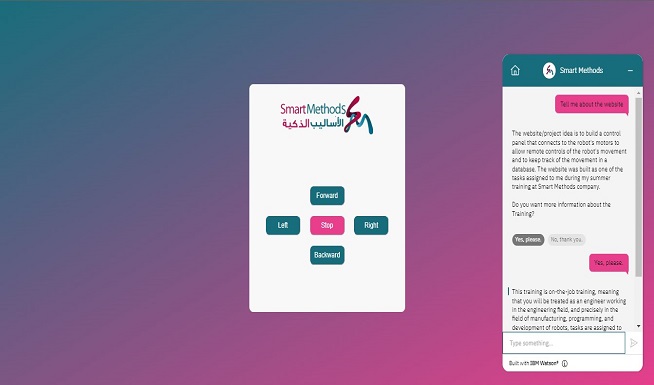 Smart Methods
الأساليب الذكية
Forward
Left
Stop
Right
Backward
Smart Methods
Tell me about the website
The website/project idea is to build a control
panel that connects to the robot's motors to
allow remote controls of the robot's movement
and to keep track of the movement in a
database. The website was built as one of the
tasks assigned to me during my summer
training at Smart Methods company.
Do you want more information about the
Training?
Yes, please.
No, thank you.
Yes, please.
This training is on-the-job training, meaning
that you will be treated as an engineer working
in the engineering field, and precisely in the
field of manufacturing, programming, and
development of robots, tasks are assigned to
Type something...
Built with IBM Watson®